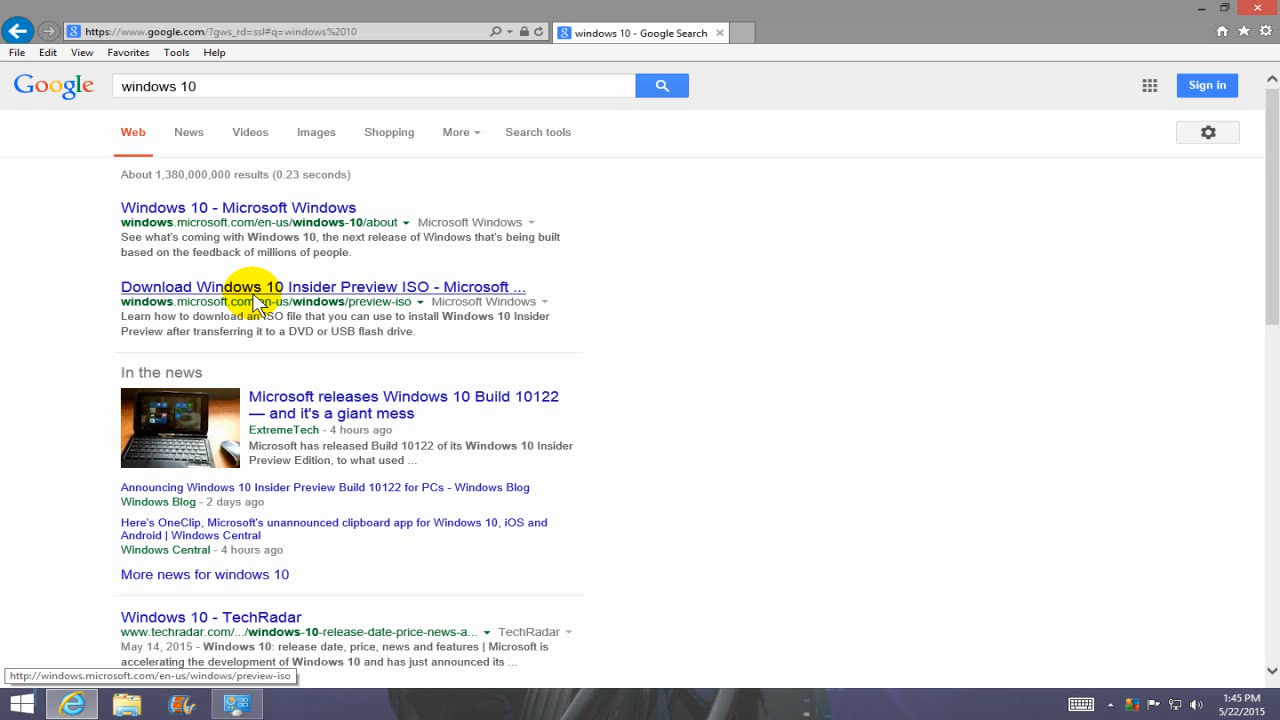 https://www.google.com/?gws_rd=ssl#q=windows%2010
windows 10 - Google Search
File Edit View Favorites Tools Help
Google
windows 10
Sign in
Web News Videos Images Shopping More Search tools
About 1,380,000,000 results (0.23 seconds)
Windows 10 - Microsoft Windows
windows.microsoft.com/en-us/windows-10/about Microsoft Windows
See what's coming with Windows 10, the next release of Windows that's being built
based on the feedback of millions of people.
Download Windows 10 Insider Preview ISO - Microsoft ...
windows.microsoft.com/en-us/windows/preview-iso Microsoft Windows
Learn how to download an ISO file that you can use to install Windows 10 Insider
Preview after transferring it to a DVD or USB flash drive.
In the news
Microsoft releases Windows 10 Build 10122
— and it's a giant mess
ExtremeTech - 4 hours ago
Microsoft has released Build 10122 of its Windows 10 Insider
Preview Edition, to what used ...
Announcing Windows 10 Insider Preview Build 10122 for PCs - Windows Blog
Windows Blog - 2 days ago
Here's OneClip, Microsoft's unannounced clipboard app for Windows 10, iOS and
Android | Windows Central
Windows Central - 4 hours ago
More news for windows 10
Windows 10 - TechRadar
www.techradar.com/.../windows-10-release-date-price-news-a... TechRadar
May 14, 2015 - Windows 10: release date, price, news and features | Microsoft is
accelerating the development of Windows 10 and has just announced its ...
http://windows.microsoft.com/en-us/windows/preview-iso
1:45 PM
5/22/2015